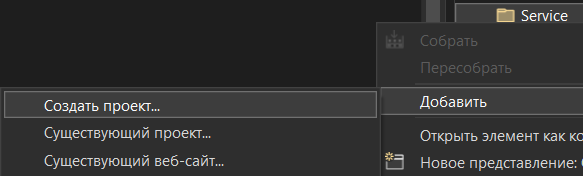 Service
Собрать
Пересобрать
Добавить
Создать проект...
Существующий проект...
Открыть элемент как
Существующий веб-сайт...
Новое представление: